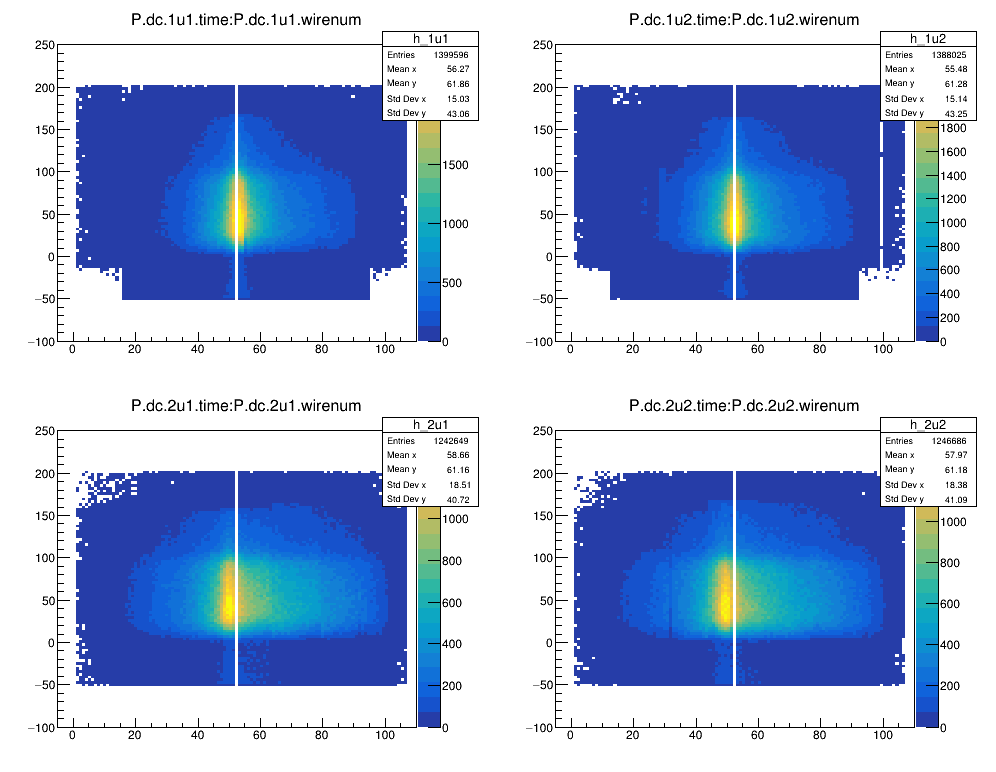 P.dc.1u1.time:P.dc.1u1.wirenum
h_1u1
Entries 1399596
Mean x 56.27
Mean y 61.86
Std Dev x 15.03
Std Dev y 43.06
250
200
150
100
50
0
−50
−100
0 20 40 60 80 100
1500
1000
500
0
P.dc.1u2.time:P.dc.1u2.wirenum
h_1u2
Entries 1388025
Mean x 55.48
Mean y 61.28
Std Dev x 15.14
Std Dev y 43.25
250
200
150
100
50
0
−50
−100
0 20 40 60 80 100
1800
1600
1400
1200
1000
800
600
400
200
0
P.dc.2u1.time:P.dc.2u1.wirenum
h_2u1
Entries 1242649
Mean x 58.66
Mean y 61.16
Std Dev x 18.51
Std Dev y 40.72
250
200
150
100
50
0
−50
−100
0 20 40 60 80 100
1000
800
600
400
200
0
P.dc.2u2.time:P.dc.2u2.wirenum
h_2u2
Entries 1246686
Mean x 57.97
Mean y 61.18
Std Dev x 18.38
Std Dev y 41.09
250
200
150
100
50
0
−50
−100
0 20 40 60 80 100
1000
800
600
400
200
0